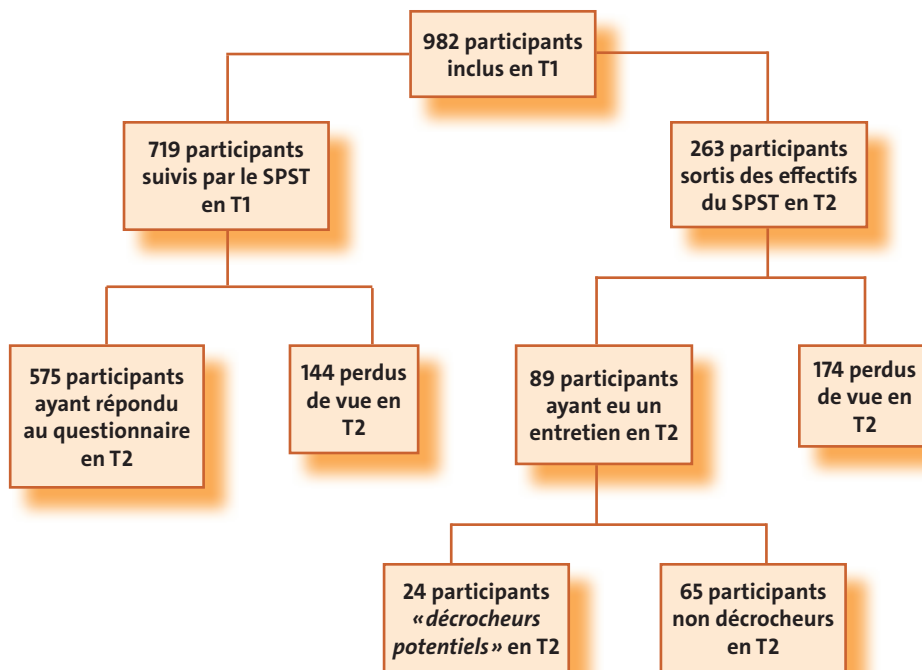 982 participants
inclus en T1
719 participants
suivis par le SPST
en T1
263 participants
sortis des effectifs
du SPST en T2
575 participants
ayant répondu
au questionnaire
en T2
144 perdus
de vue en
T2
89 participants
ayant eu un
entretien en T2
174 perdus
de vue en
T2
24 participants
«décrocheurs
potentiels» en T2
65 participants
non décrocheurs
en T2